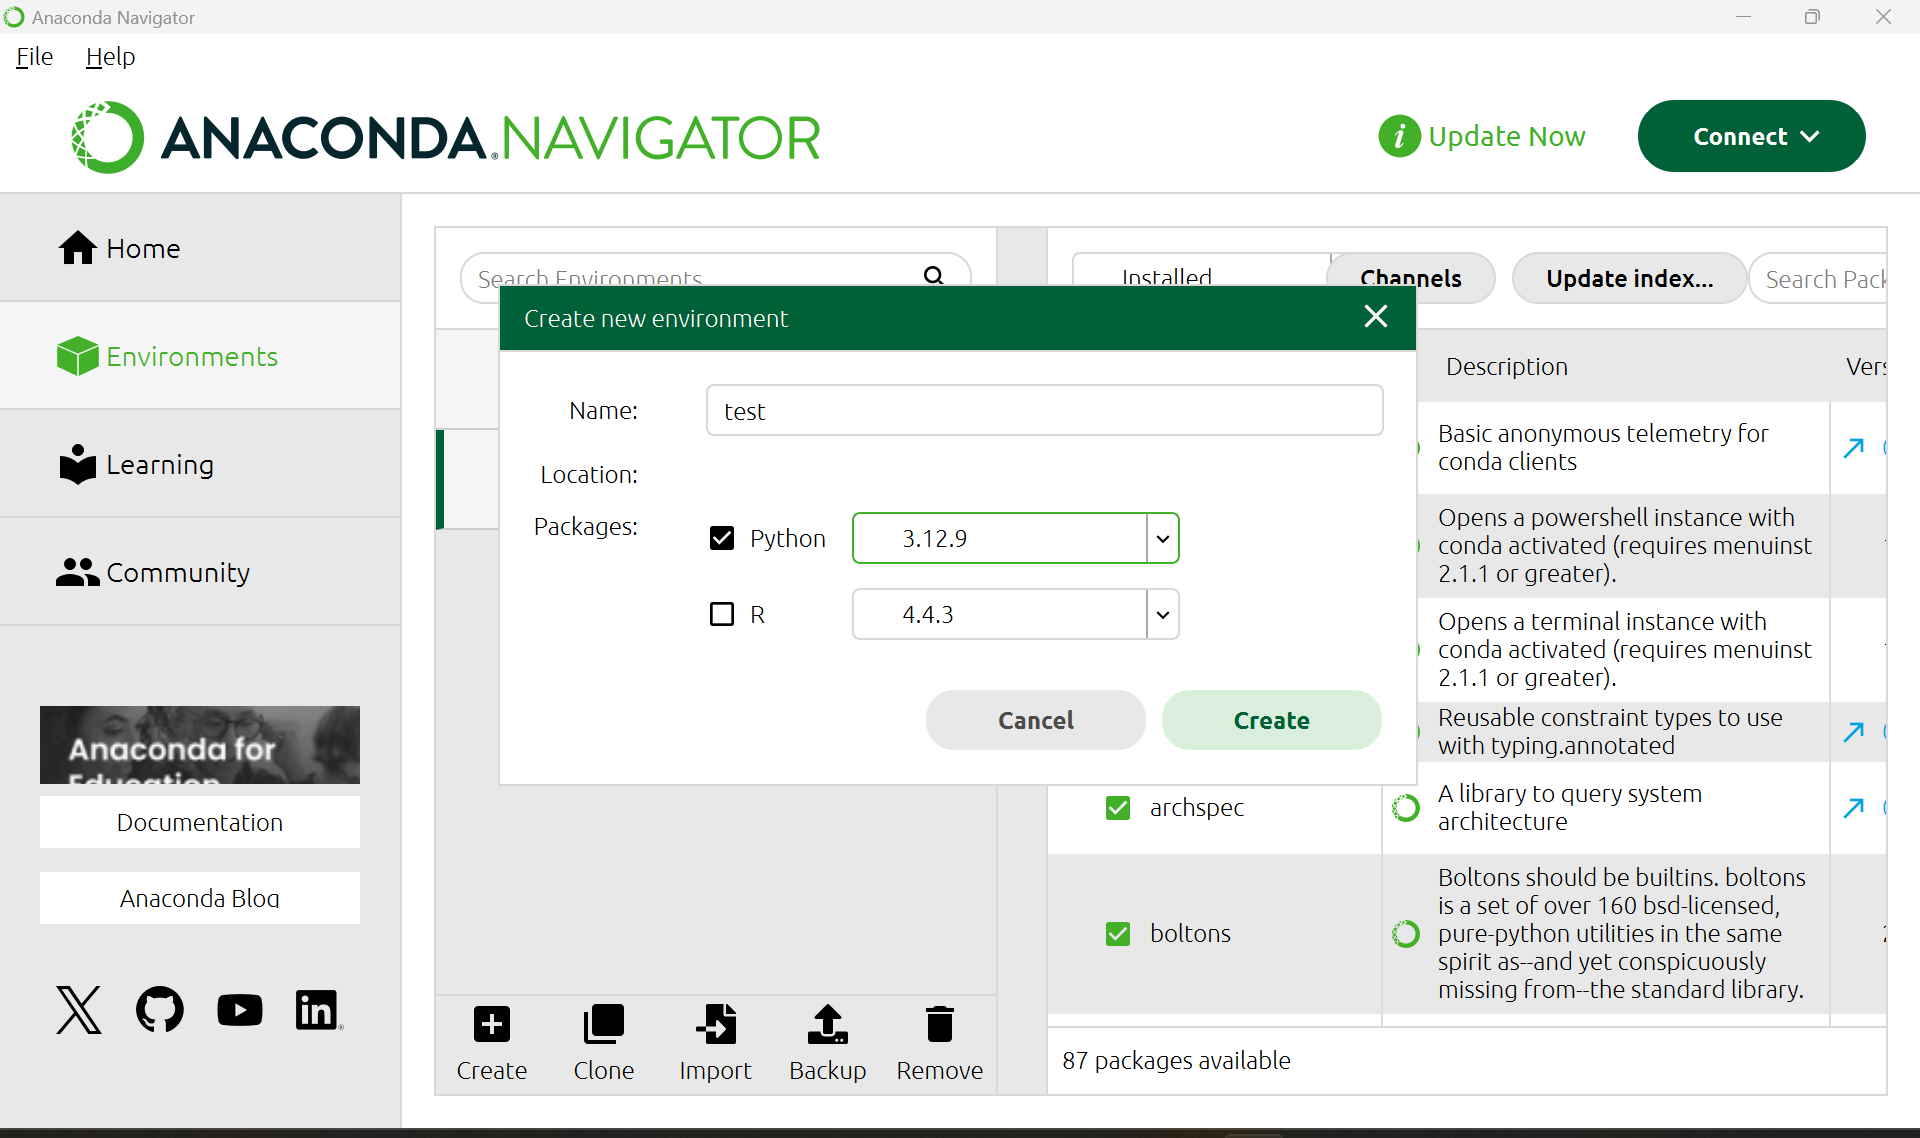 Anaconda Navigator
File Help
ANACONDA.NAVIGATOR
Update Now
Connect
Home
Environments
Learning
Community
Anaconda for
Education
Documentation
Anaconda Blog
Search Environments
Installed
Channels
Update index...
Search Pack
Create new environment
Name: test
Location:
Packages:
Python 3.12.9
R 4.4.3
Cancel
Create
Description
Vers
Basic anonymous telemetry for
conda clients
Opens a powershell instance with
conda activated (requires menuinst
2.1.1 or greater).
Opens a terminal instance with
conda activated (requires menuinst
2.1.1 or greater).
Reusable constraint types to use
with typing.annotated
archspec
A library to query system
architecture
boltons
Boltons should be builtins. boltons
is a set of over 160 bsd-licensed,
pure-python utilities in the same
spirit as--and yet conspicuously
missing from--the standard library.
Create Clone Import Backup Remove
87 packages available